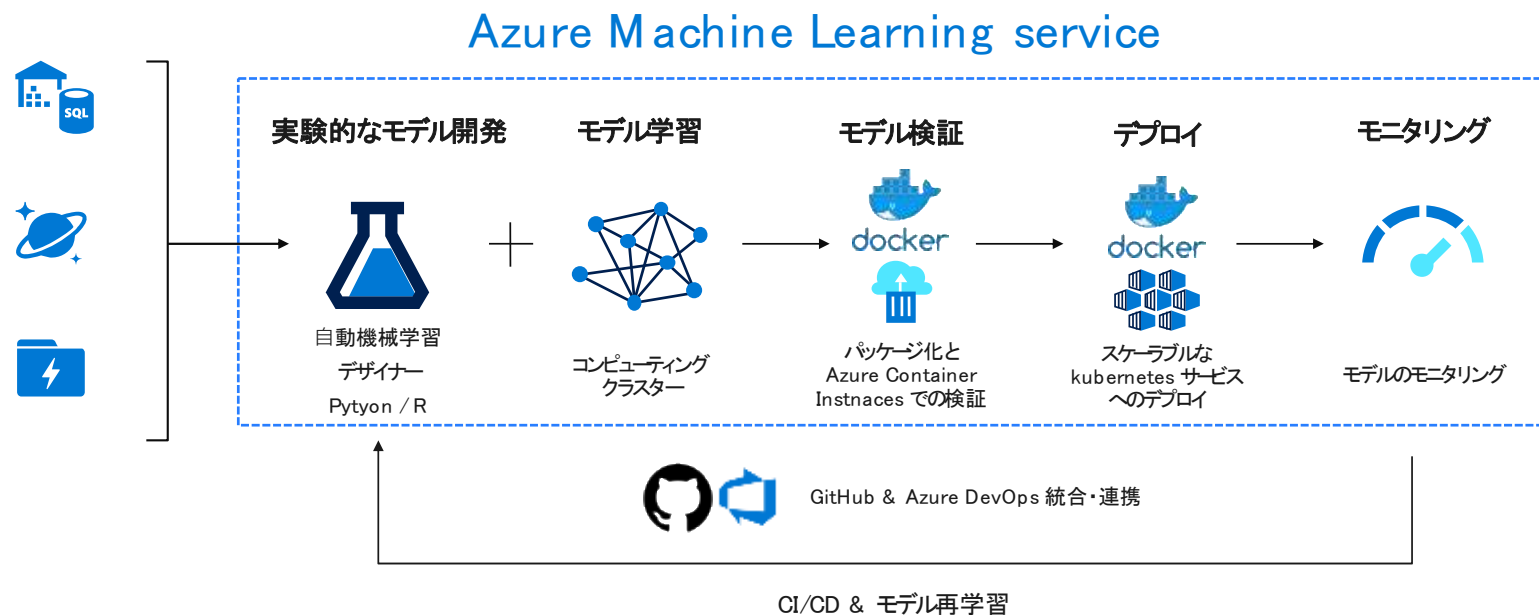 Azure Machine Learning service
SQL
実験的なモデル開発
モデル学習
モデル検証
デプロイ
モニタリング
docker
docker
自動機械学習
デザイナー
Pytyon / R
コンピューティング
クラスター
パッケージ化と
Azure Container
Instnaces での検証
スケーラブルな
kubernetes サービス
へのデプロイ
モデルのモニタリング
GitHub & Azure DevOps 統合・連携
CI/CD & モデル再学習